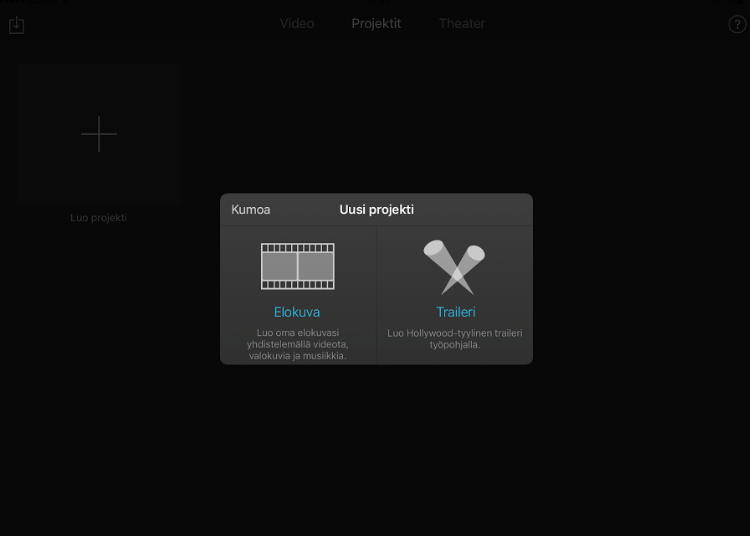 Video Projektit Theater
?
Luo projekti
Kumoa Uusi projekti
Elokuva
Luo oma elokuvasi
yhdistelemällä videota,
valokuvia ja musiikkia.
Traileri
Luo Hollywood-tyylinen traileri
työpohjalla.